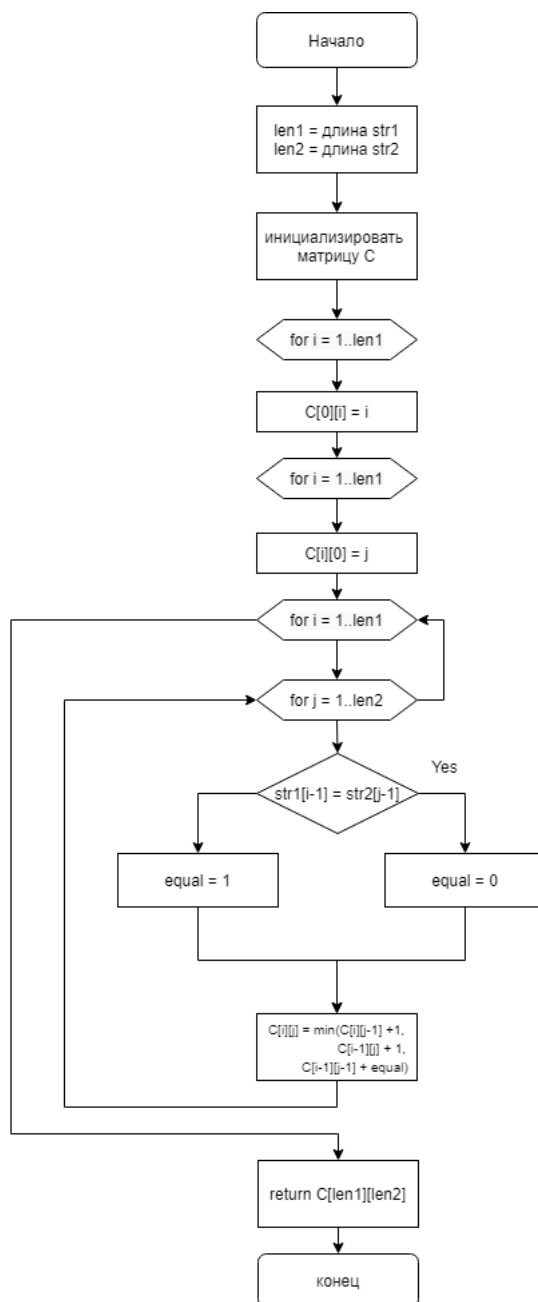 Начало
len1 = длина str1
len2 = длина str2
инициализировать
матрицу C
for i = 1..len1
C[0][i] = i
for i = 1..len1
C[i][0] = j
for i = 1..len1
for j = 1..len2
Yes
str1[i-1] = str2[j-1]
equal = 1
equal = 0
C[i][j] = min(C[i][j-1] +1,
C[i-1][j] + 1,
C[i-1][j-1] + equal)
return C[len1][len2]
конец